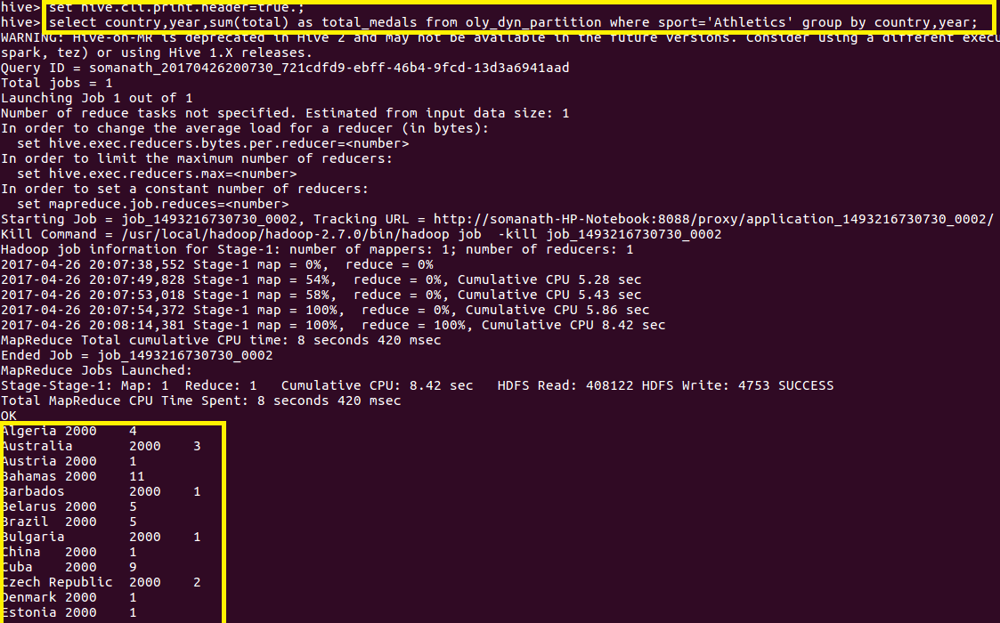 hive> set hive.cli.print.header=true.;
hive> select country,year,sum(total) as total_medals from oly_dyn_partition where sport='Athletics' group by country,year;
WARNING: Hive-on-MR is deprecated in Hive 2 and may not be available in the future versions. Consider using a different execu
spark, tez) or using Hive 1.X releases.
Query ID = somanath_20170426200730_721cdfd9-ebff-46b4-9fcd-13d3a6941aad
Total jobs = 1
Launching Job 1 out of 1
Number of reduce tasks not specified. Estimated from input data size: 1
In order to change the average load for a reducer (in bytes):
  set hive.exec.reducers.bytes.per.reducer=<number>
In order to limit the maximum number of reducers:
  set hive.exec.reducers.max=<number>
In order to set a constant number of reducers:
  set mapreduce.job.reduces=<number>
Starting Job = job_1493216730730_0002, Tracking URL = http://somanath-HP-Notebook:8088/proxy/application_1493216730730_0002/
Kill Command = /usr/local/hadoop/hadoop-2.7.0/bin/hadoop job  -kill job_1493216730730_0002
Hadoop job information for Stage-1: number of mappers: 1; number of reducers: 1
2017-04-26 20:07:38,552 Stage-1 map = 0%,  reduce = 0%
2017-04-26 20:07:49,828 Stage-1 map = 54%,  reduce = 0%, Cumulative CPU 5.28 sec
2017-04-26 20:07:53,018 Stage-1 map = 58%,  reduce = 0%, Cumulative CPU 5.43 sec
2017-04-26 20:07:54,372 Stage-1 map = 100%,  reduce = 0%, Cumulative CPU 5.86 sec
2017-04-26 20:08:14,381 Stage-1 map = 100%,  reduce = 100%, Cumulative CPU 8.42 sec
MapReduce Total cumulative CPU time: 8 seconds 420 msec
Ended Job = job_1493216730730_0002
MapReduce Jobs Launched:
Stage-Stage-1: Map: 1  Reduce: 1   Cumulative CPU: 8.42 sec   HDFS Read: 408122 HDFS Write: 4753 SUCCESS
Total MapReduce CPU Time Spent: 8 seconds 420 msec
OK
Algeria 2000    4
Australia       2000    3
Austria 2000    1
Bahamas 2000    11
Barbados        2000    1
Belarus 2000    5
Brazil  2000    5
Bulgaria        2000    1
China   2000    1
Cuba    2000    9
Czech Republic  2000    2
Denmark 2000    1
Estonia 2000    1